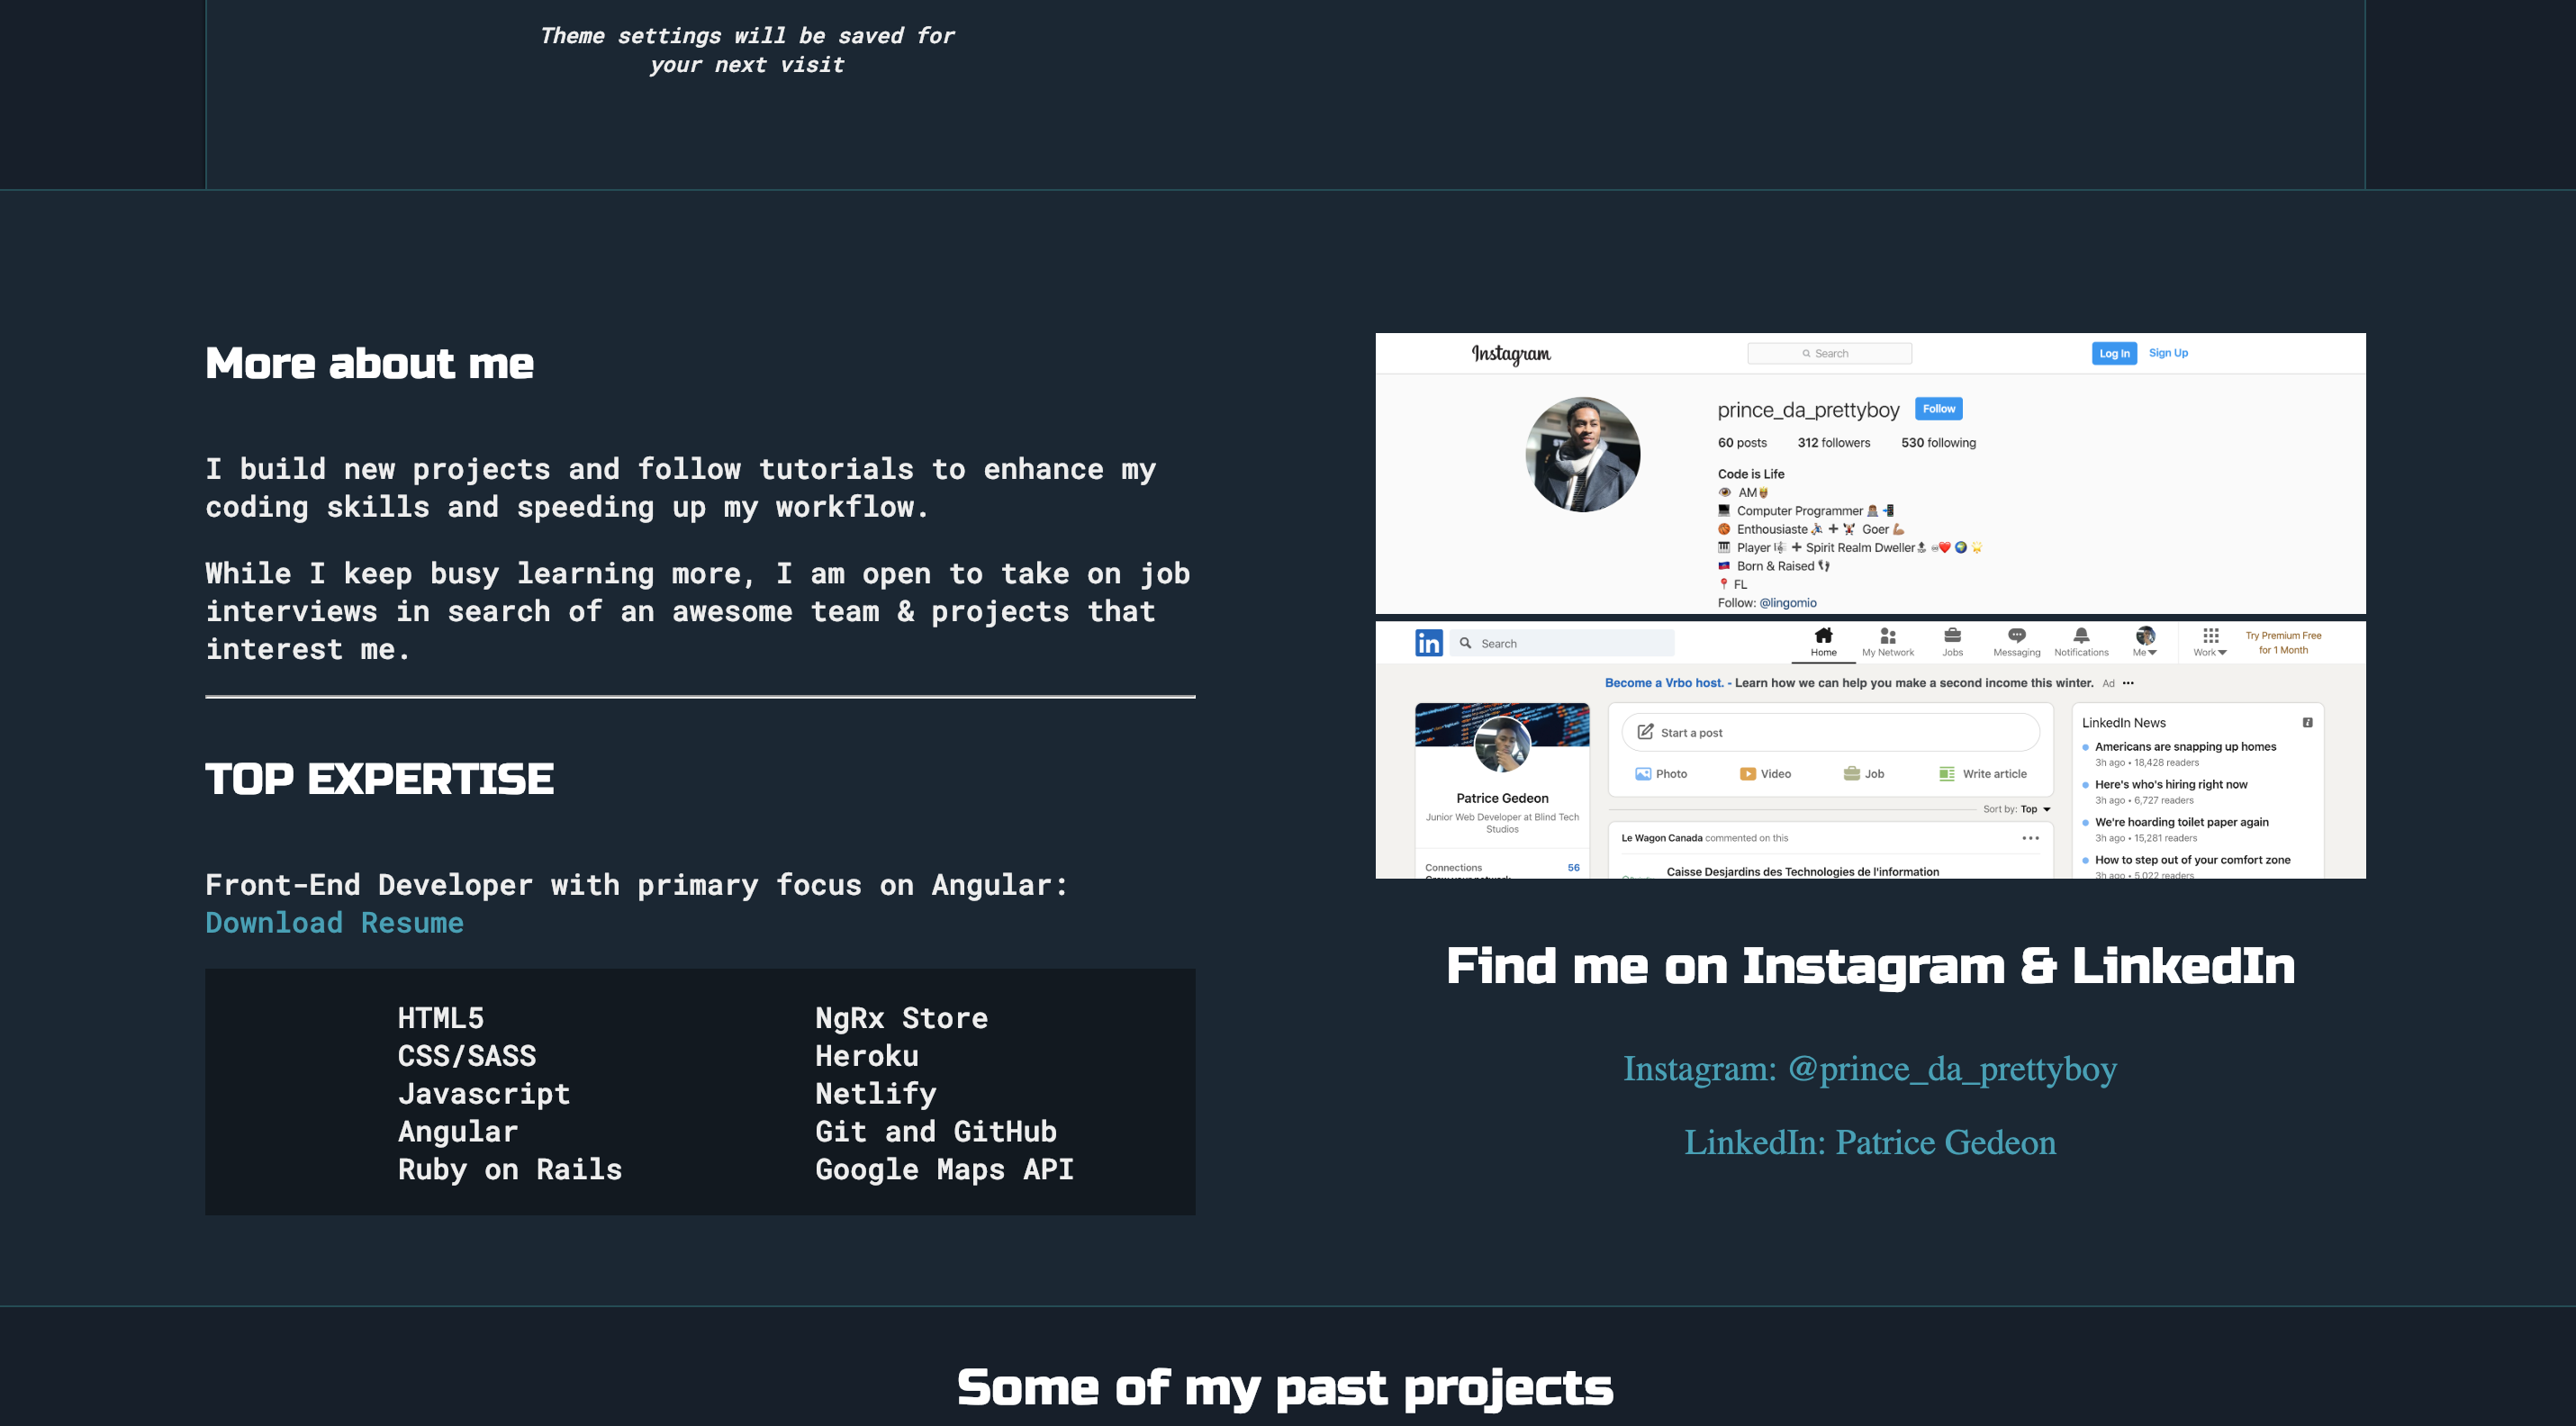 Theme settings will be saved for
your next visit
More about me
I build new projects and follow tutorials to enhance my
coding skills and speeding up my workflow.
While I keep busy learning more, I am open to take on job
interviews in search of an awesome team & projects that
interest me.
TOP EXPERTISE
Front-End Developer with primary focus on Angular:
Download Resume
HTML5
CSS/SASS
Javascript
Angular
Ruby on Rails
NgRx Store
Heroku
Netlify
Git and GitHub
Google Maps API
Instagram
Search
Log In
Sign Up
prince_da_prettyboy
Follow
60 posts 312 followers 530 following
Code is Life
AM
Computer Programmer
Enthousiaste + Goer
Player + Spirit Realm Dweller
Born & Raised
FL
Follow: @lingomio
in
Search
Home
My Network
Jobs
Messaging
Notifications
Me
Work
Try Premium Free
for 1 Month
Become a Vrbo host. - Learn how we can help you make a second income this winter. Ad
Patrice Gedeon
Junior Web Developer at Blind Tech
Studios
Connections 56
Start a post
Photo
Video
Job
Write article
Sort by: Top
Le Wagon Canada commented on this
Caisse Desjardins des Technologies de l'information
LinkedIn News
Americans are snapping up homes
3h ago • 18,428 readers
Here's who's hiring right now
3h ago • 6,727 readers
We're hoarding toilet paper again
3h ago • 15,281 readers
How to step out of your comfort zone
3h ago • 5,022 readers
Find me on Instagram & LinkedIn
Instagram: @prince_da_prettyboy
LinkedIn: Patrice Gedeon
Some of my past projects